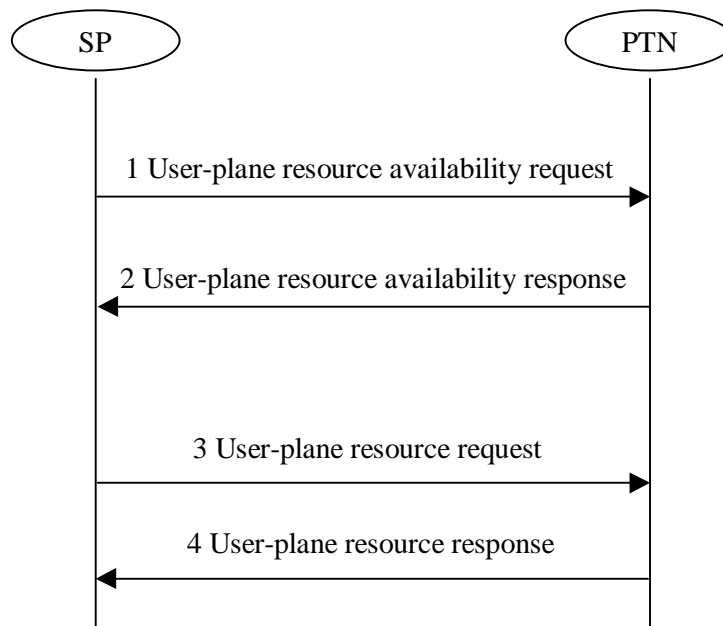 SP
PTN
1 User-plane resource availability request
2 User-plane resource availability response
3 User-plane resource request
4 User-plane resource response